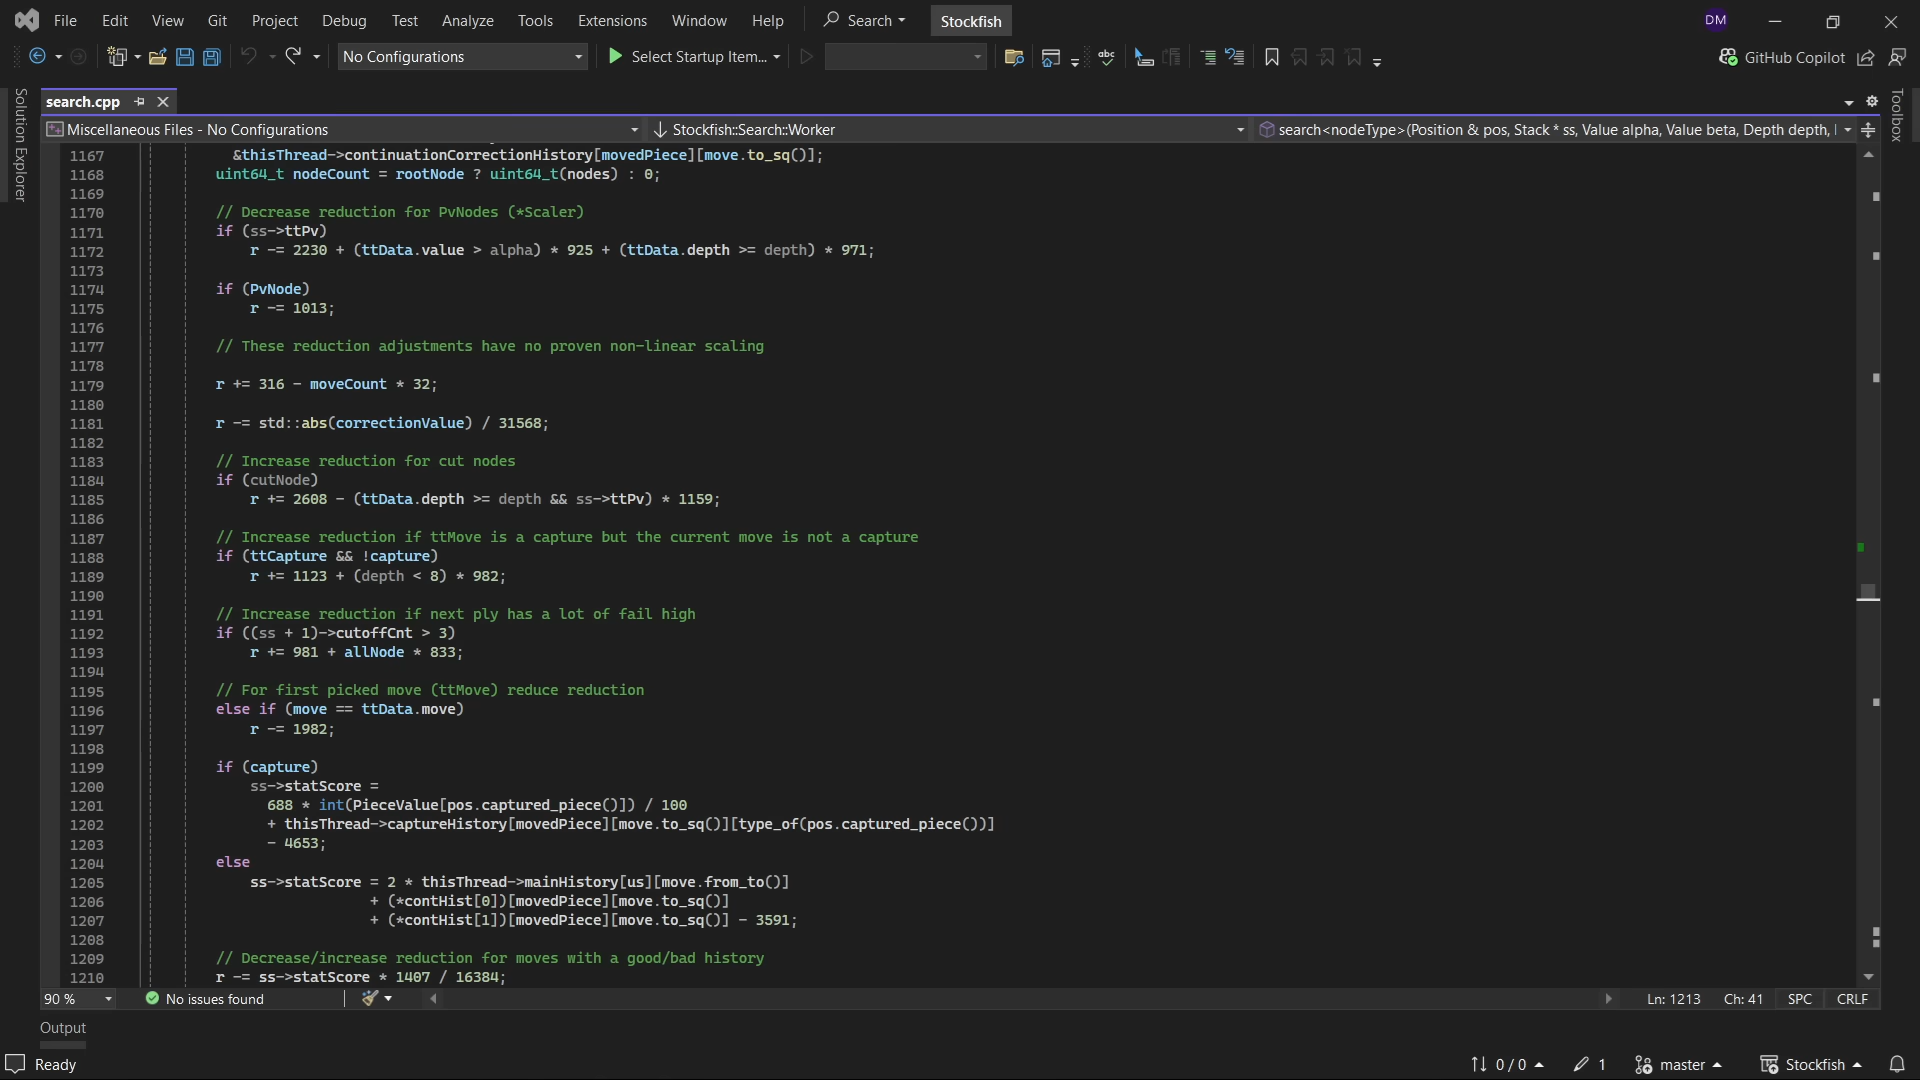 File Edit View Git Project Debug Test Analyze Tools Extensions Window Help Search Stockfish DM
No Configurations Select Startup Item... abc GitHub Copilot
Solution Explorer
Toolbox
search.cpp
Miscellaneous Files - No Configurations Stockfish::Search::Worker search<nodeType>(Position & pos, Stack * ss, Value alpha, Value beta, Depth depth,
1167 &thisThread->continuationCorrectionHistory[movedPiece][move.to_sq()];
1168 uint64_t nodeCount = rootNode ? uint64_t(nodes) : 0;
1169
1170 // Decrease reduction for PvNodes (*Scaler)
1171 if (ss->ttPv)
1172 r -= 2230 + (ttData.value > alpha) * 925 + (ttData.depth >= depth) * 971;
1173
1174 if (PvNode)
1175 r -= 1013;
1176
1177 // These reduction adjustments have no proven non-linear scaling
1178
1179 r += 316 - moveCount * 32;
1180
1181 r -= std::abs(correctionValue) / 31568;
1182
1183 // Increase reduction for cut nodes
1184 if (cutNode)
1185 r += 2608 - (ttData.depth >= depth && ss->ttPv) * 1159;
1186
1187 // Increase reduction if ttMove is a capture but the current move is not a capture
1188 if (ttCapture && !capture)
1189 r += 1123 + (depth < 8) * 982;
1190
1191 // Increase reduction if next ply has a lot of fail high
1192 if ((ss + 1)->cutoffCnt > 3)
1193 r += 981 + allNode * 833;
1194
1195 // For first picked move (ttMove) reduce reduction
1196 else if (move == ttData.move)
1197 r -= 1982;
1198
1199 if (capture)
1200 ss->statScore =
1201 688 * int(PieceValue[pos.captured_piece()]) / 100
1202 + thisThread->captureHistory[movedPiece][move.to_sq()][type_of(pos.captured_piece())]
1203 - 4653;
1204 else
1205 ss->statScore = 2 * thisThread->mainHistory[us][move.from_to()]
1206 + (*contHist[0])[movedPiece][move.to_sq()]
1207 + (*contHist[1])[movedPiece][move.to_sq()] - 3591;
1208
1209 // Decrease/increase reduction for moves with a good/bad history
1210 r -= ss->statScore * 1407 / 16384;
90 % No issues found Ln: 1213 Ch: 41 SPC CRLF
Output
Ready 0 / 0 1 master Stockfish